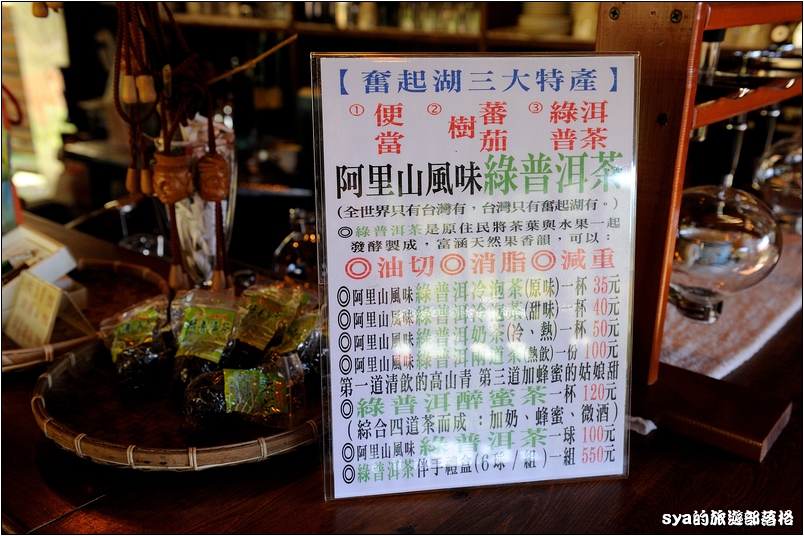 【奮起湖三大特產】
①便當 ②蕃樹茄 ③綠洱普茶
阿里山風味綠普洱茶
(全世界只有台灣有，台灣只有奮起湖有。)
◎綠普洱茶是原住民將茶葉與水果一起
發酵製成，富涵天然果香韻，可以：
◎油切◎消脂◎減重
◎阿里山風味綠普洱冷泡茶(原味)一杯35元
◎阿里山風味綠普洱冷泡茶(甜味)一杯40元
◎阿里山風味綠普洱奶茶(冷、熱)一杯50元
◎阿里山風味綠普洱兩道茶(熱飲)一份100元
第一道清飲的高山青 第三道加蜂蜜的姑娘甜
◎綠普洱醉蜜茶一杯120元
(綜合四道茶而成：加奶、蜂蜜、微酒)
◎阿里山風味綠普洱茶一球100元
◎綠普洱茶伴手禮盒(6球/組)一組550元
sya的旅遊部落格